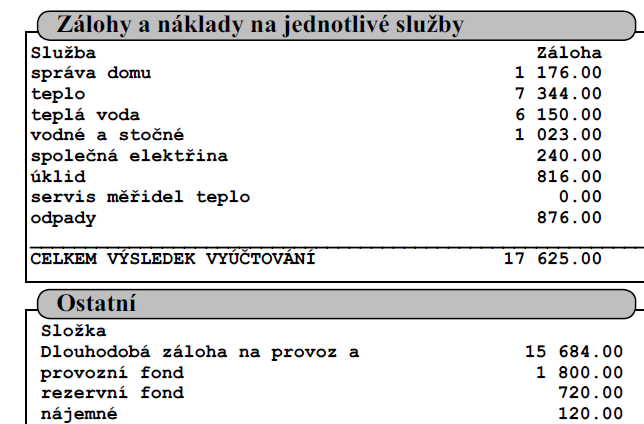 Zálohy a náklady na jednotlivé služby
Služba Záloha
správa domu 1 176.00
teplo 7 344.00
teplá voda 6 150.00
vodné a stočné 1 023.00
společná elektřina 240.00
úklid 816.00
servis měřidel teplo 0.00
odpady 876.00
CELKEM VÝSLEDEK VYÚČTOVÁNÍ 17 625.00
Ostatní
Složka
Dlouhodobá záloha na provoz a 15 684.00
provozní fond 1 800.00
rezervní fond 720.00
nájemné 120.00